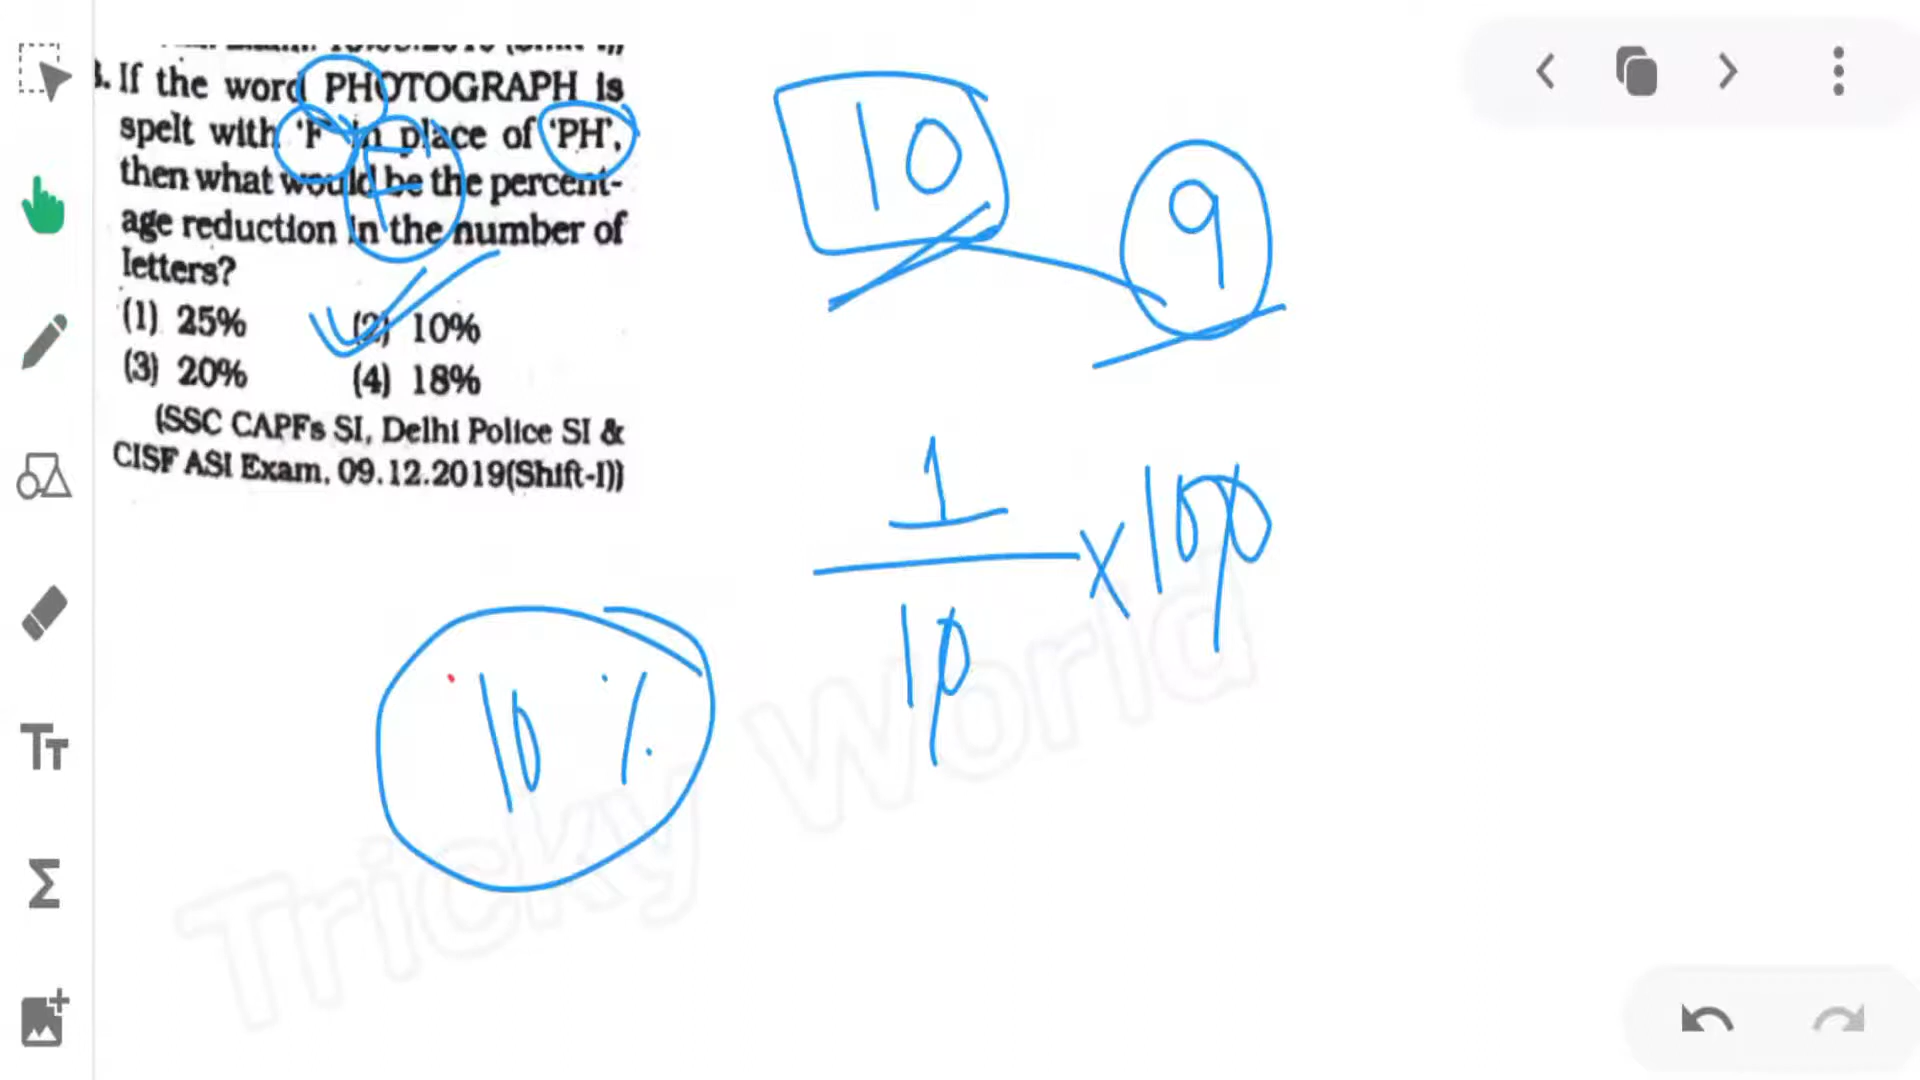 3. If the word PHOTOGRAPH is
spelt with 'F' in place of 'PH',
then what would be the percent-
age reduction in the number of
letters?
(1) 25% (2) 10%
(3) 20% (4) 18%
(SSC CAPFs SI, Delhi Police SI &
CISF ASI Exam. 09.12.2019(Shift-I))
F
10
9
1
10
×100
10 %
Tricky World
TT
Σ